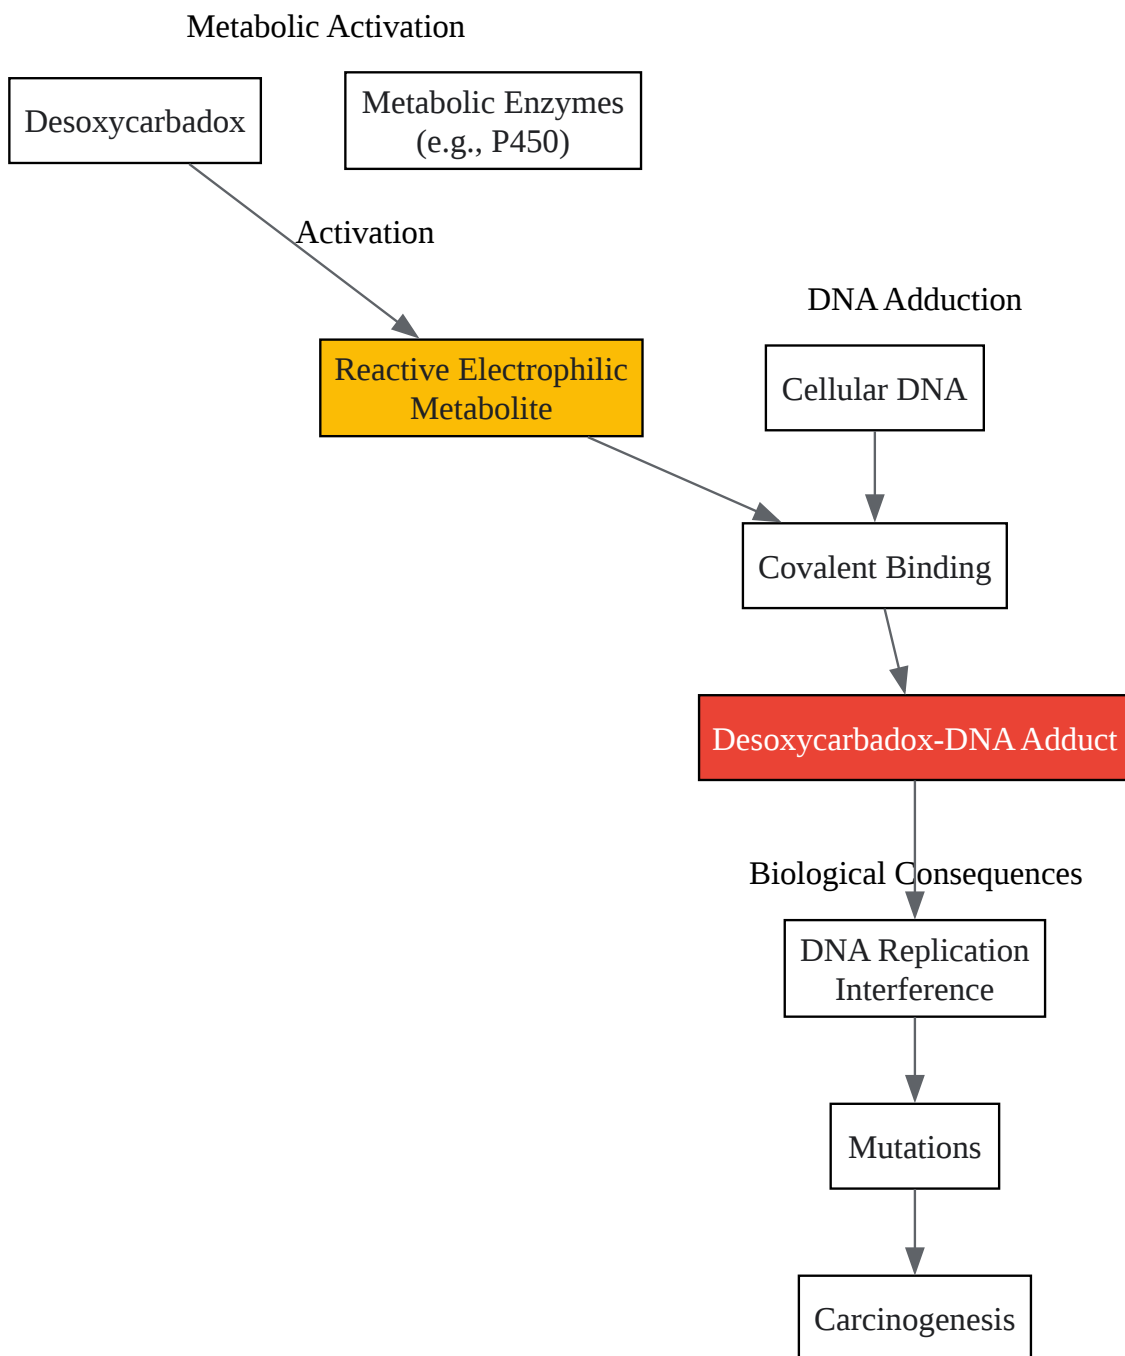 Metabolic Activation
Desoxycarbadox
Metabolic Enzymes
(e.g., P450)
Activation
Reactive Electrophilic
Metabolite
DNA Adduction
Cellular DNA
Covalent Binding
Desoxycarbadox-DNA Adduct
Biological Consequences
DNA Replication
Interference
Mutations
Carcinogenesis